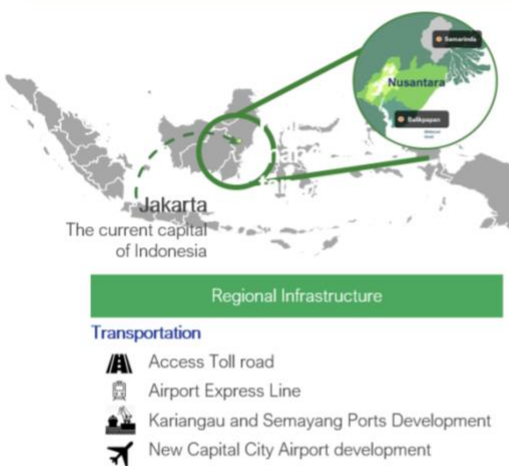 Samarinda
Nusantara
Balikpapan
Jakarta
The current capital
of Indonesia
Regional Infrastructure
Transportation
Access Toll road
Airport Express Line
Kariangau and Semayang Ports Development
New Capital City Airport development